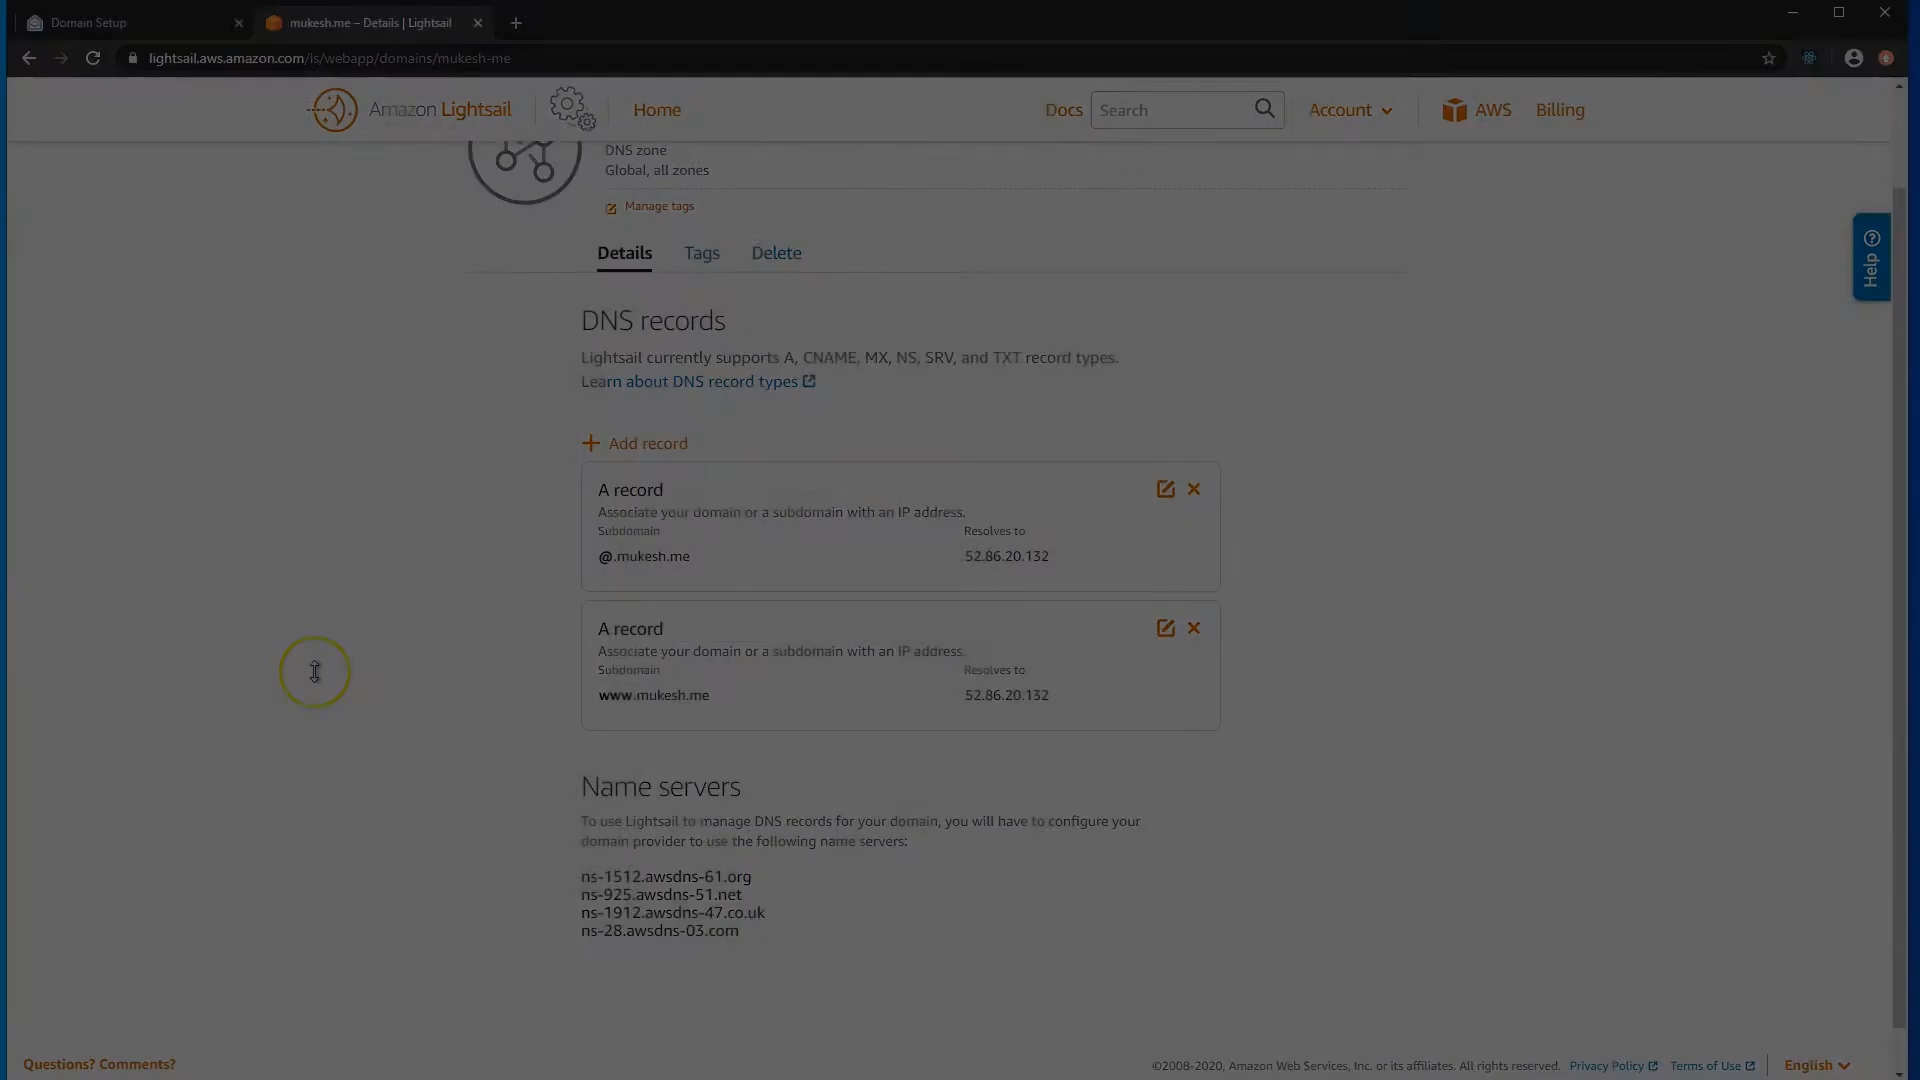 Domain Setup
mukesh.me – Details | Lightsail
lightsail.aws.amazon.com/ls/webapp/domains/mukesh-me
Amazon Lightsail
Home
Docs
Search
Account
AWS
Billing
DNS zone
Global, all zones
Manage tags
Details
Tags
Delete
Help
DNS records
Lightsail currently supports A, CNAME, MX, NS, SRV, and TXT record types.
Learn about DNS record types
Add record
A record
Associate your domain or a subdomain with an IP address.
Subdomain
Resolves to
@.mukesh.me
52.86.20.132
A record
Associate your domain or a subdomain with an IP address.
Subdomain
Resolves to
www.mukesh.me
52.86.20.132
Name servers
To use Lightsail to manage DNS records for your domain, you will have to configure your
domain provider to use the following name servers:
ns-1512.awsdns-61.org
ns-925.awsdns-51.net
ns-1912.awsdns-47.co.uk
ns-28.awsdns-03.com
Questions? Comments?
©2008-2020, Amazon Web Services, Inc. or its affiliates. All rights reserved.
Privacy Policy
Terms of Use
English